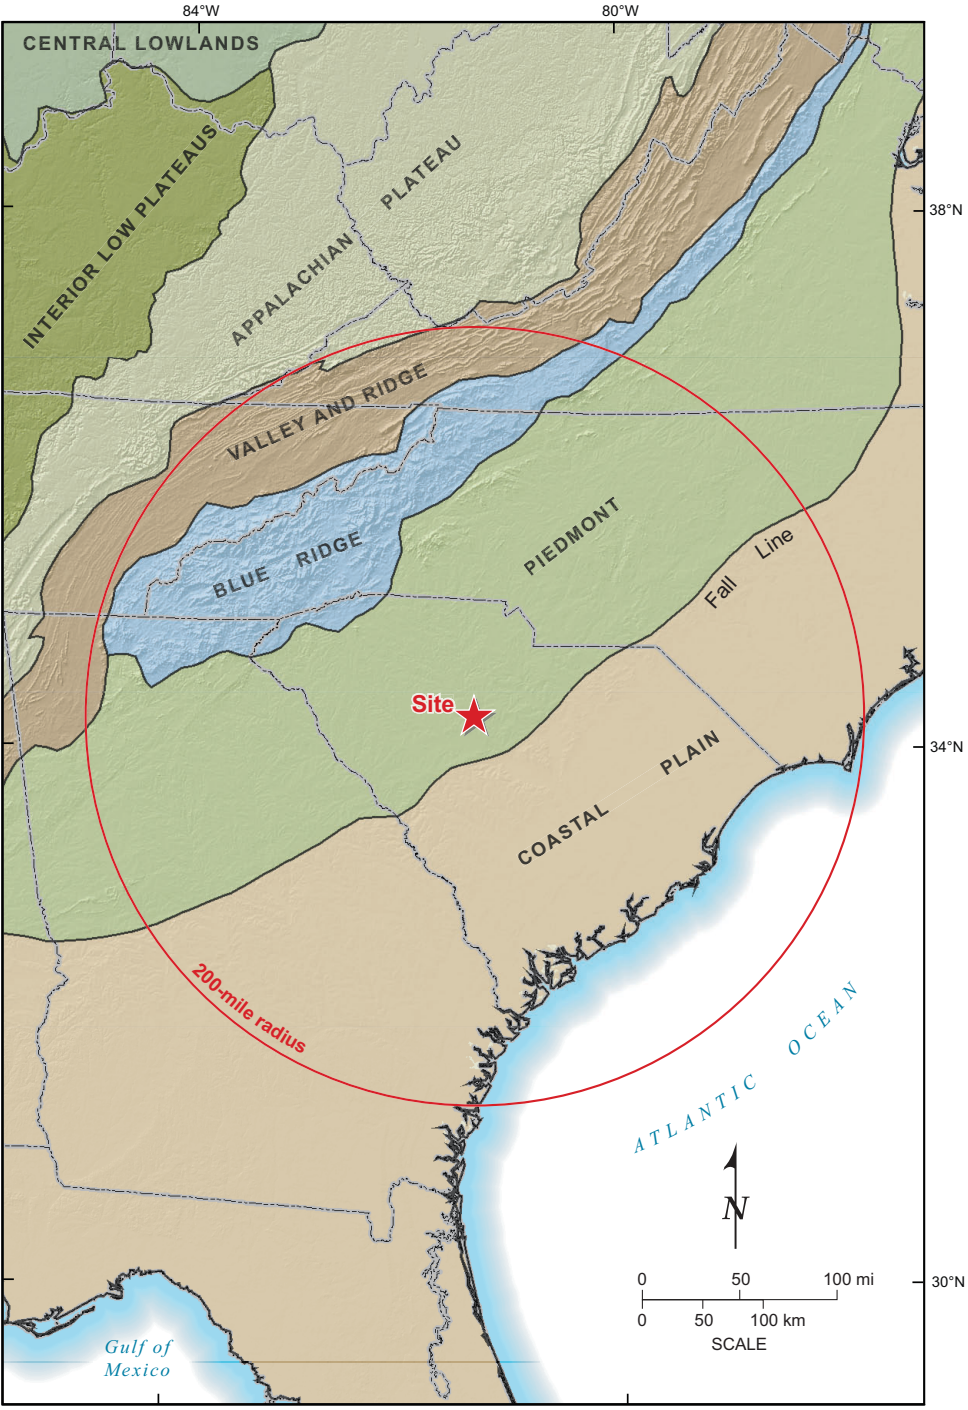 84°W
80°W
CENTRAL LOWLANDS
INTERIOR LOW PLATEAUS
APPALACHIAN PLATEAU
38°N
VALLEY AND RIDGE
BLUE RIDGE
PIEDMONT
Fall Line
Site
34°N
COASTAL PLAIN
200-mile radius
ATLANTIC OCEAN
N
30°N
0 50 100 mi
0 50 100 km
SCALE
Gulf of
Mexico